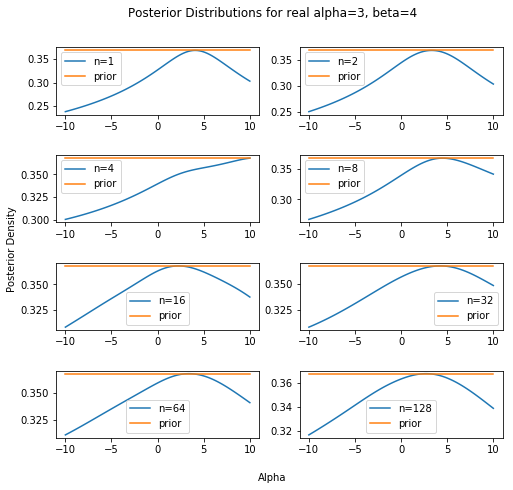 Posterior Distributions for real alpha=3, beta=4
0.35
0.30
0.25
n=1
prior
−10 −5 0 5 10
0.35
0.30
0.25
n=2
prior
−10 −5 0 5 10
0.350
0.325
0.300
n=4
prior
−10 −5 0 5 10
0.35
0.30
n=8
prior
−10 −5 0 5 10
Posterior Density
0.350
0.325
n=16
prior
−10 −5 0 5 10
0.350
0.325
n=32
prior
−10 −5 0 5 10
0.350
0.325
n=64
prior
−10 −5 0 5 10
0.36
0.34
0.32
n=128
prior
−10 −5 0 5 10
Alpha